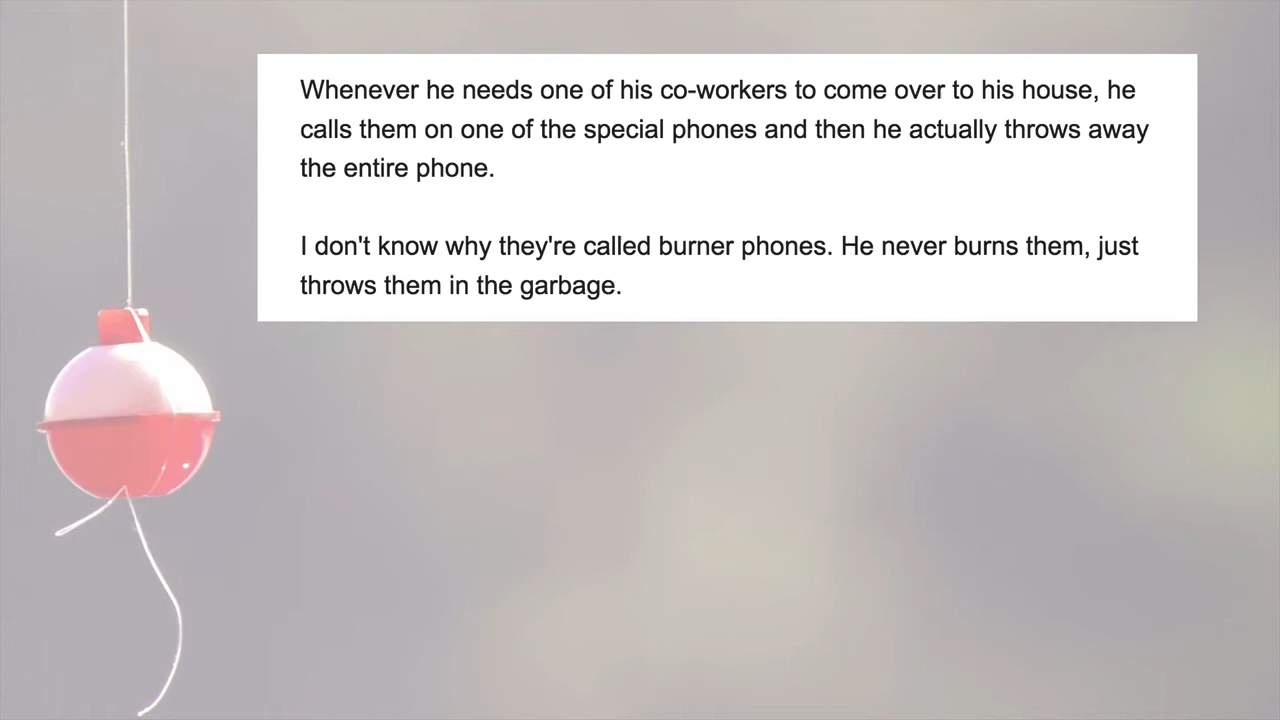 Whenever he needs one of his co-workers to come over to his house, he
calls them on one of the special phones and then he actually throws away
the entire phone.
I don't know why they're called burner phones. He never burns them, just
throws them in the garbage.